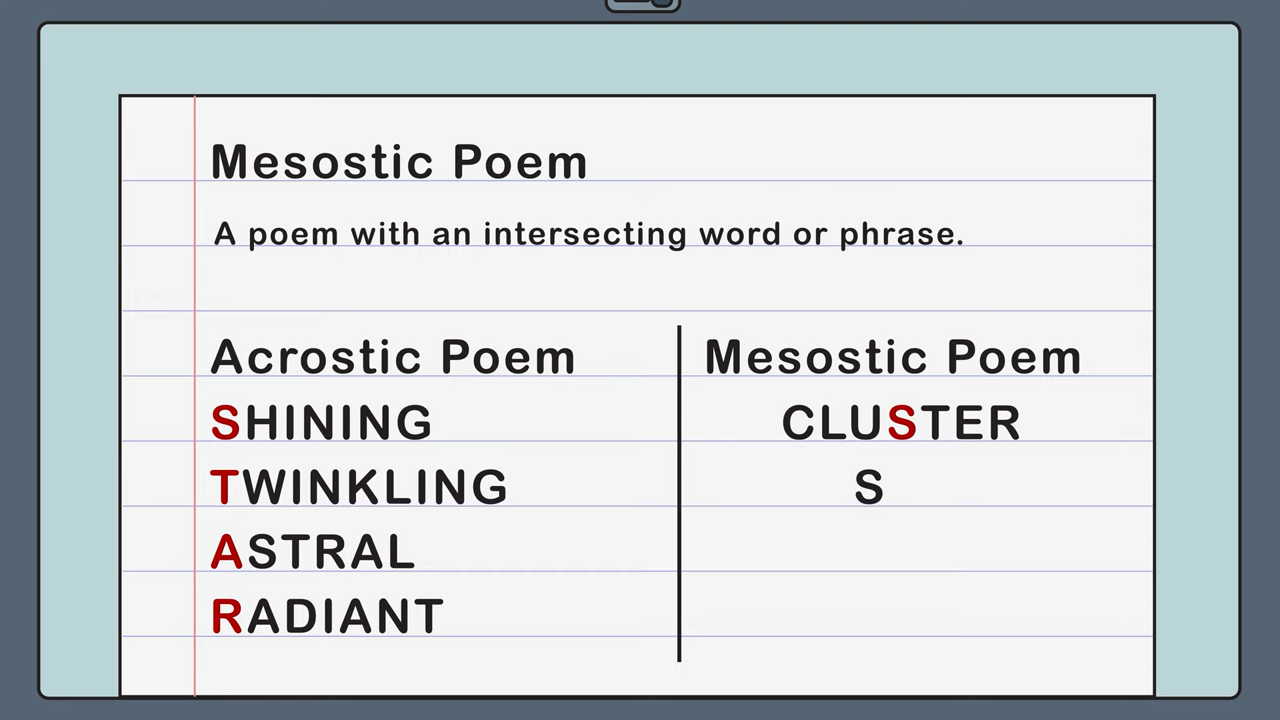 Mesostic Poem
A poem with an intersecting word or phrase.
Acrostic Poem
SHINING
TWINKLING
ASTRAL
RADIANT
Mesostic Poem
CLUSTER
S